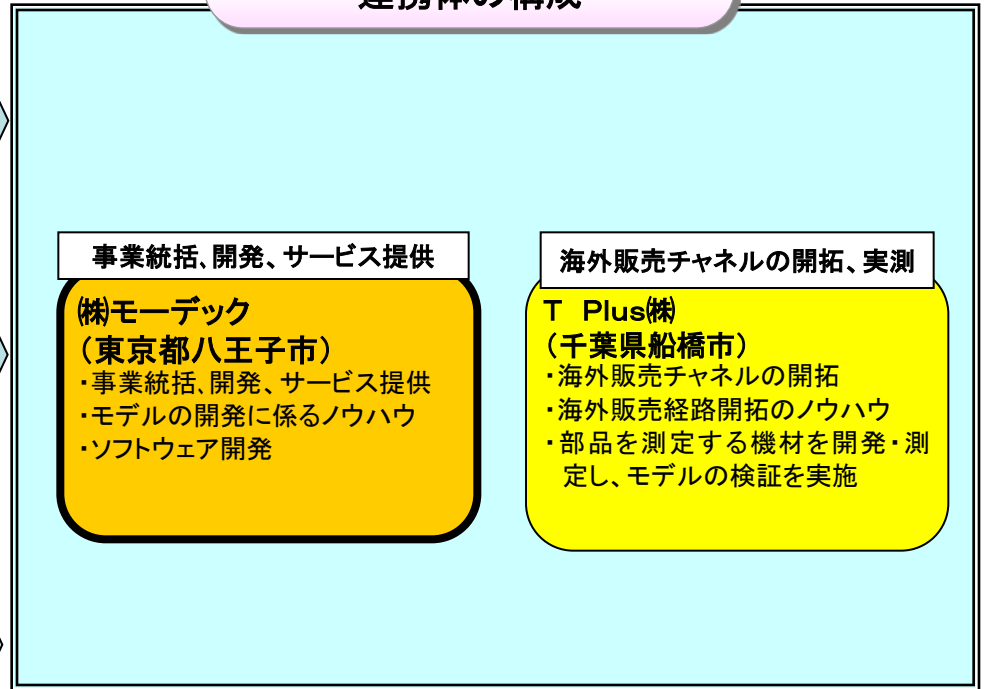 連携体の構成
事業統括、開発、サービス提供
㈱モーデック
（東京都八王子市）
・事業統括、開発、サービス提供
・モデルの開発に係るノウハウ
・ソフトウェア開発
海外販売チャネルの開拓、実測
T　Plus㈱
（千葉県船橋市）
・海外販売チャネルの開拓
・海外販売経路開拓のノウハウ
・部品を測定する機材を開発・測
定し、モデルの検証を実施